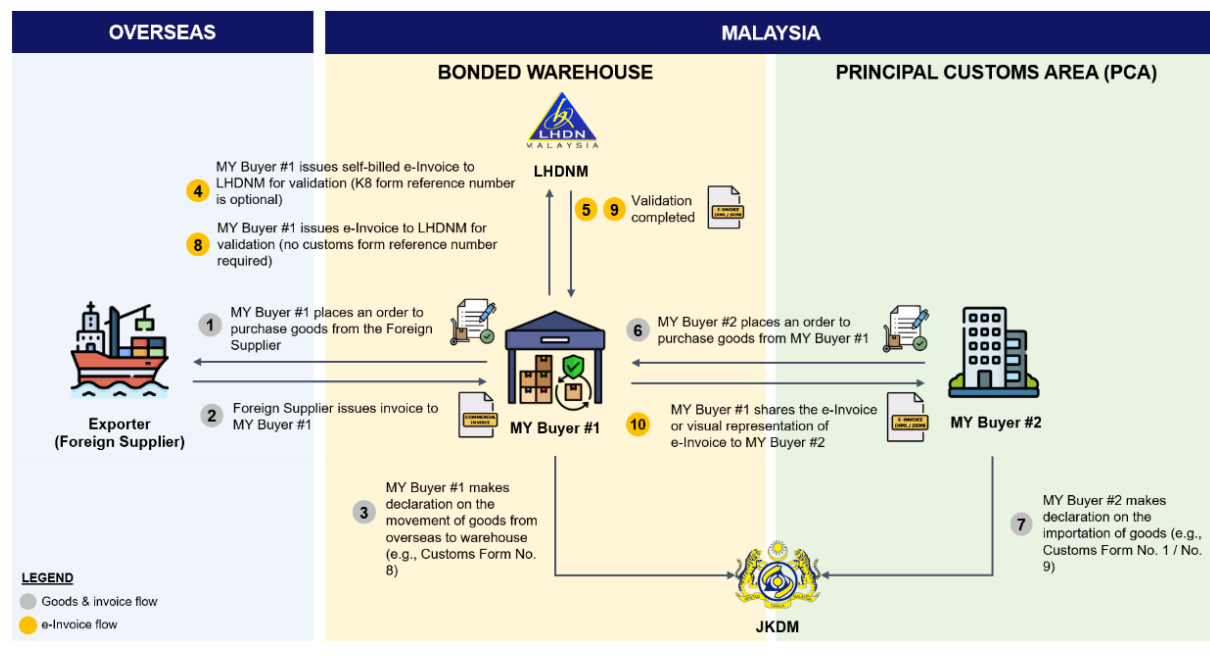 OVERSEAS
MALAYSIA
BONDED WAREHOUSE
PRINCIPAL CUSTOMS AREA (PCA)
LHDN
MALAYSIA
LHDNM
4
MY Buyer #1 issues self-billed e-Invoice to
LHDNM for validation (K8 form reference number
is optional)
5
9
Validation
completed
E-INVOICE
(XML / JSON)
8
MY Buyer #1 issues e-Invoice to LHDNM for
validation (no customs form reference number
required)
1
MY Buyer #1 places an order to
purchase goods from the Foreign
Supplier
6
MY Buyer #2 places an order to
purchase goods from MY Buyer #1
2
Foreign Supplier issues invoice to
MY Buyer #1
COMMERCIAL
INVOICE
Exporter
(Foreign Supplier)
MY Buyer #1
10
MY Buyer #1 shares the e-Invoice
or visual representation of
e-Invoice to MY Buyer #2
E-INVOICE
(XML / JSON)
MY Buyer #2
3
MY Buyer #1 makes
declaration on the
movement of goods from
overseas to warehouse
(e.g., Customs Form No.
8)
7
MY Buyer #2 makes
declaration on the
importation of goods (e.g.,
Customs Form No. 1 / No.
9)
JKDM
LEGEND
Goods & invoice flow
e-Invoice flow